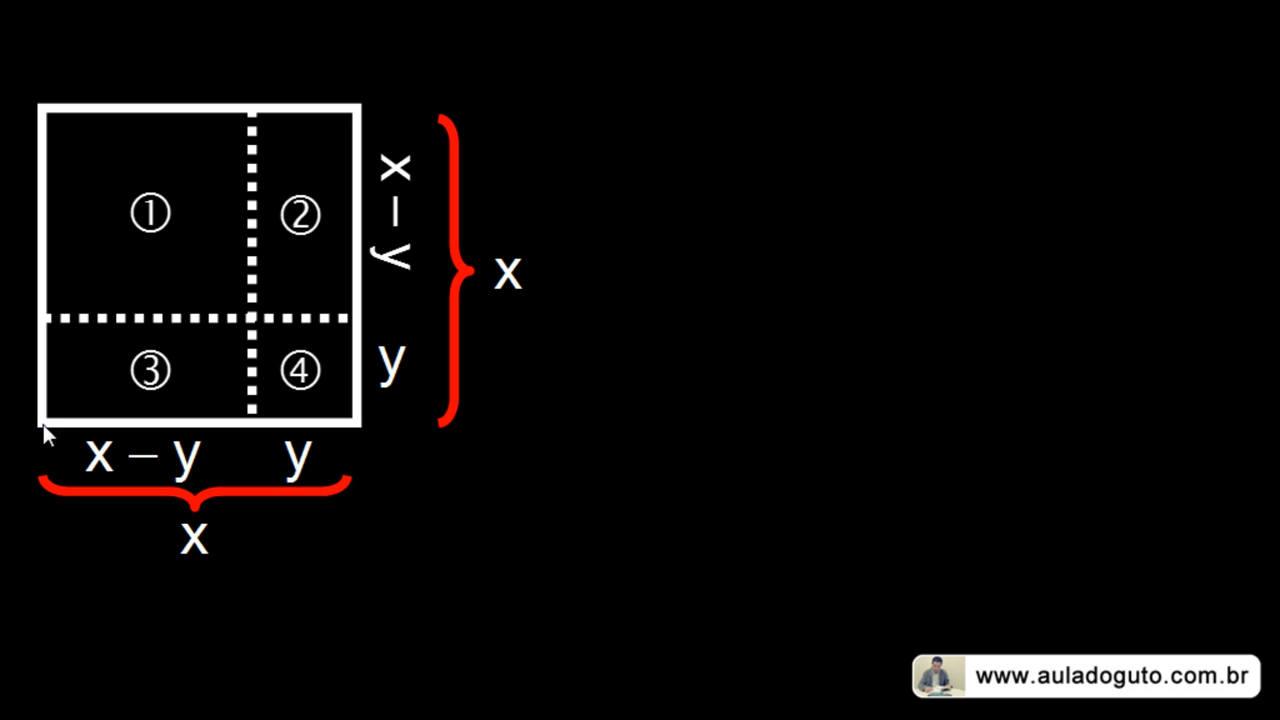 ① ②
x – y
x
③ ④
y
x – y y
x
www.auladoguto.com.br